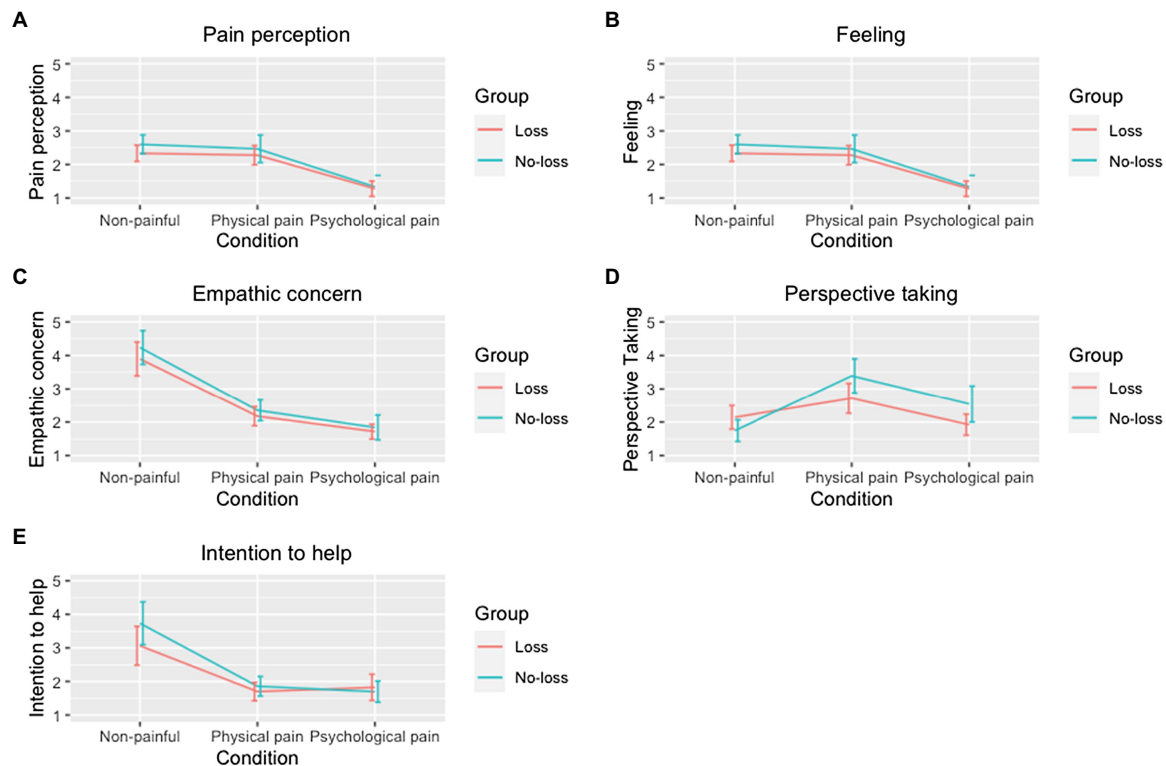 A
Pain perception
Pain perception
5
4
3
2
1
Non-painful
Physical pain
Psychological pain
Condition
Group
Loss
No-loss
B
Feeling
Feeling
5
4
3
2
1
Non-painful
Physical pain
Psychological pain
Condition
Group
Loss
No-loss
C
Empathic concern
Empathic concern
5
4
3
2
1
Non-painful
Physical pain
Psychological pain
Condition
Group
Loss
No-loss
D
Perspective taking
Perspective Taking
5
4
3
2
1
Non-painful
Physical pain
Psychological pain
Condition
Group
Loss
No-loss
E
Intention to help
Intention to help
5
4
3
2
1
Non-painful
Physical pain
Psychological pain
Condition
Group
Loss
No-loss